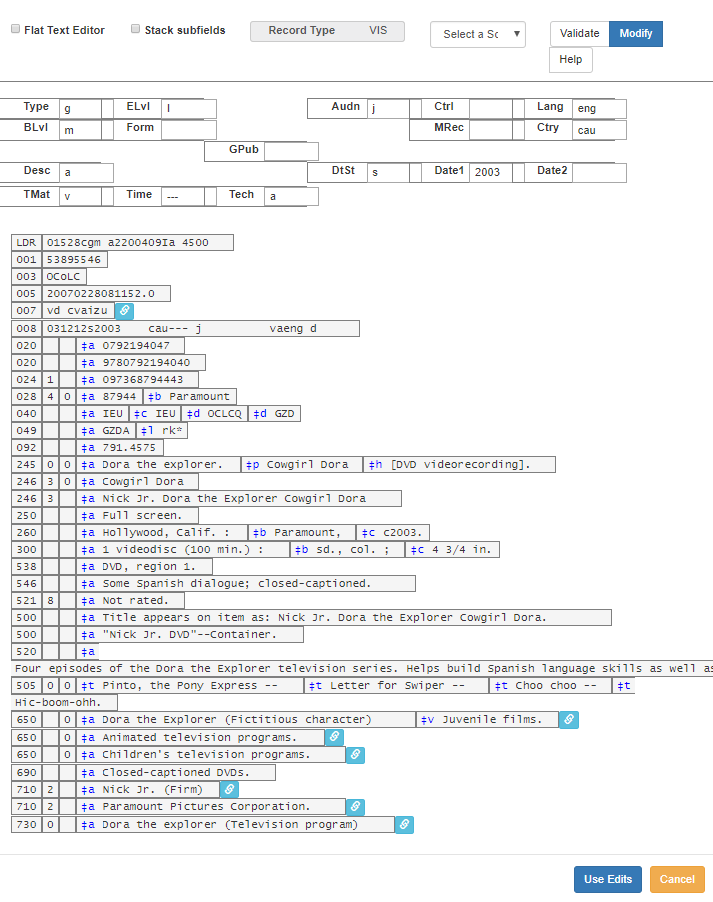 Flat Text Editor Stack subfields Record Type VIS Select a Sc Validate Modify
Help
Type g ELvl I Audn j Ctrl Lang eng
BLvl m Form MRec Ctry cau
GPub
Desc a DtSt s Date1 2003 Date2
TMat v Time --- Tech a
LDR 01528cgm a2200409Ia 4500
001 53895546
003 OCoLC
005 20070228081152.0
007 vd cvaizu
008 031212s2003 cau--- j vaeng d
020 ‡a 0792194047
020 ‡a 9780792194040
024 1 ‡a 097368794443
028 4 0 ‡a 87944 ‡b Paramount
040 ‡a IEU ‡c IEU ‡d OCLCQ ‡d GZD
049 ‡a GZDA ‡l rk*
092 ‡a 791.4575
245 0 0 ‡a Dora the explorer. ‡p Cowgirl Dora ‡h [DVD videorecording].
246 3 0 ‡a Cowgirl Dora
246 3 ‡a Nick Jr. Dora the Explorer Cowgirl Dora
250 ‡a Full screen.
260 ‡a Hollywood, Calif. : ‡b Paramount, ‡c c2003.
300 ‡a 1 videodisc (100 min.) : ‡b sd., col. ; ‡c 4 3/4 in.
538 ‡a DVD, region 1.
546 ‡a Some Spanish dialogue; closed-captioned.
521 8 ‡a Not rated.
500 ‡a Title appears on item as: Nick Jr. Dora the Explorer Cowgirl Dora.
500 ‡a "Nick Jr. DVD"--Container.
520 ‡a
Four episodes of the Dora the Explorer television series. Helps build Spanish language skills as well as
505 0 0 ‡t Pinto, the Pony Express -- ‡t Letter for Swiper -- ‡t Choo choo -- ‡t
Hic-boom-ohh.
650 0 ‡a Dora the Explorer (Fictitious character) ‡v Juvenile films.
650 0 ‡a Animated television programs.
650 0 ‡a Children's television programs.
690 ‡a Closed-captioned DVDs.
710 2 ‡a Nick Jr. (Firm)
710 2 ‡a Paramount Pictures Corporation.
730 0 ‡a Dora the explorer (Television program)
Use Edits Cancel